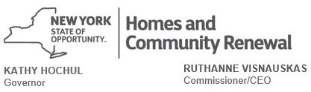 NEW YORK
STATE OF
OPPORTUNITY.
Homes and
Community Renewal
KATHY HOCHUL
Governor
RUTHANNE VISNAUSKAS
Commissioner/CEO